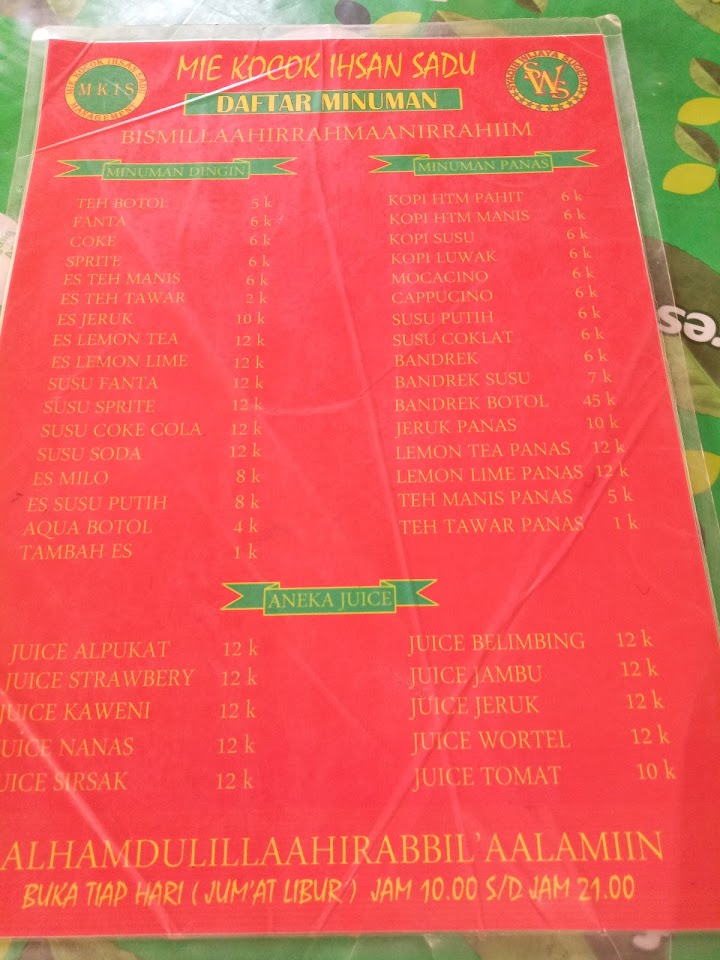 MIE KOCOK IHSAN SADU
MKIS
MANAGEMENT
SWS
DAFTAR MINUMAN
BISMILLAAHIRRAHMAANIRRAHIIM
MINUMAN DINGIN
TEH BOTOL 5 k
FANTA 6 k
COKE 6 k
SPRITE 6 k
ES TEH MANIS 6 k
ES TEH TAWAR 2 k
ES JERUK 10 k
ES LEMON TEA 12 k
ES LEMON LIME 12 k
SUSU FANTA 12 k
SUSU SPRITE 12 k
SUSU COKE COLA 12 k
SUSU SODA 12 k
ES MILO 8 k
ES SUSU PUTIH 8 k
AQUA BOTOL 4 k
TAMBAH ES 1 k
MINUMAN PANAS
KOPI HTM PAHIT 6 k
KOPI HTM MANIS 6 k
KOPI SUSU 6 k
KOPI LUWAK 6 k
MOCACINO 6 k
CAPPUCINO 6 k
SUSU PUTIH 6 k
SUSU COKLAT 6 k
BANDREK 6 k
BANDREK SUSU 7 k
BANDREK BOTOL 45 k
JERUK PANAS 10 k
LEMON TEA PANAS 12 k
LEMON LIME PANAS 12 k
TEH MANIS PANAS 5 k
TEH TAWAR PANAS 1 k
ANEKA JUICE
JUICE ALPUKAT 12 k
JUICE STRAWBERY 12 k
JUICE KAWENI 12 k
UICE NANAS 12 k
UICE SIRSAK 12 k
JUICE BELIMBING 12 k
JUICE JAMBU 12 k
JUICE JERUK 12 k
JUICE WORTEL 12 k
JUICE TOMAT 10 k
ALHAMDULILLAAHIRABBIL'AALAMIIN
BUKA TIAP HARI ( JUM'AT LIBUR ) JAM 10.00 S/D JAM 21.00